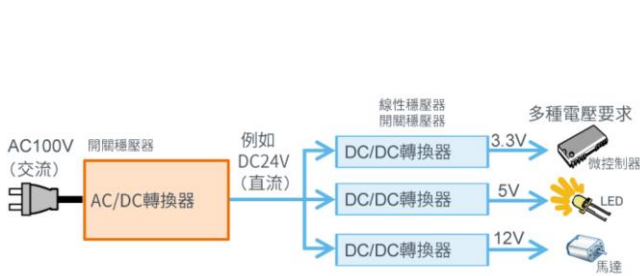 AC100V
(交流)
開關穩壓器
AC/DC轉換器
例如
DC24V
(直流)
線性穩壓器
開關穩壓器
DC/DC轉換器
DC/DC轉換器
DC/DC轉換器
多種電壓要求
3.3V
微控制器
5V
LED
12V
馬達